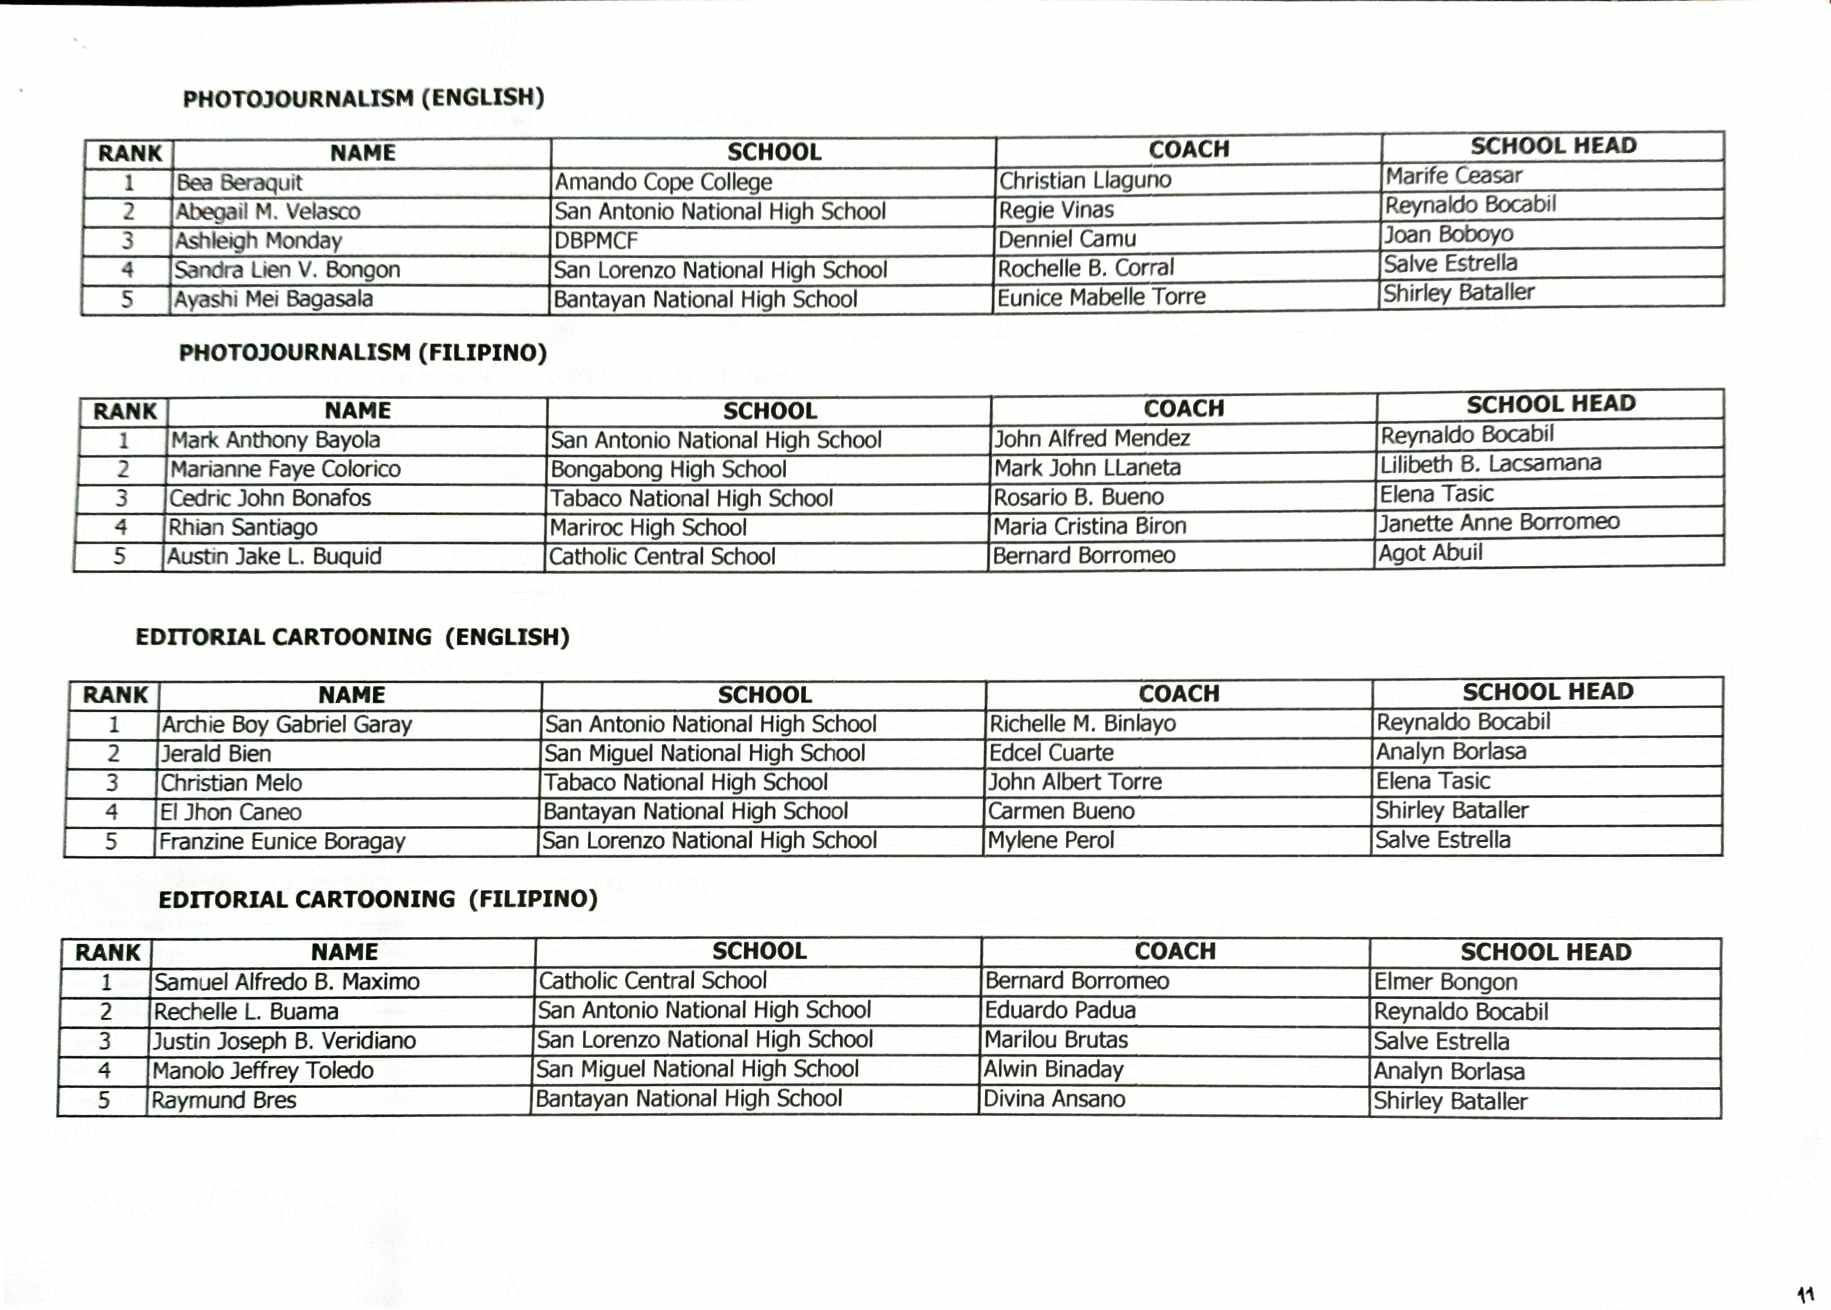 PHOTOJOURNALISM (ENGLISH)
RANK NAME SCHOOL COACH SCHOOL HEAD
1 Bea Beraquit Amando Cope College Christian Llaguno Marife Ceasar
2 Abegail M. Velasco San Antonio National High School Regie Vinas Reynaldo Bocabil
3 Ashleigh Monday DBPMCF Denniel Camu Joan Boboyo
4 Sandra Lien V. Bongon San Lorenzo National High School Rochelle B. Corral Salve Estrella
5 Ayashi Mei Bagasala Bantayan National High School Eunice Mabelle Torre Shirley Bataller
PHOTOJOURNALISM (FILIPINO)
RANK NAME SCHOOL COACH SCHOOL HEAD
1 Mark Anthony Bayola San Antonio National High School John Alfred Mendez Reynaldo Bocabil
2 Marianne Faye Colorico Bongabong High School Mark John LLaneta Lilibeth B. Lacsamana
3 Cedric John Bonafos Tabaco National High School Rosario B. Bueno Elena Tasic
4 Rhian Santiago Mariroc High School Maria Cristina Biron Janette Anne Borromeo
5 Austin Jake L. Buquid Catholic Central School Bernard Borromeo Agot Abuil
EDITORIAL CARTOONING (ENGLISH)
RANK NAME SCHOOL COACH SCHOOL HEAD
1 Archie Boy Gabriel Garay San Antonio National High School Richelle M. Binlayo Reynaldo Bocabil
2 Jerald Bien San Miguel National High School Edcel Cuarte Analyn Borlasa
3 Christian Melo Tabaco National High School John Albert Torre Elena Tasic
4 El Jhon Caneo Bantayan National High School Carmen Bueno Shirley Bataller
5 Franzine Eunice Boragay San Lorenzo National High School Mylene Perol Salve Estrella
EDITORIAL CARTOONING (FILIPINO)
RANK NAME SCHOOL COACH SCHOOL HEAD
1 Samuel Alfredo B. Maximo Catholic Central School Bernard Borromeo Elmer Bongon
2 Rechelle L. Buama San Antonio National High School Eduardo Padua Reynaldo Bocabil
3 Justin Joseph B. Veridiano San Lorenzo National High School Marilou Brutas Salve Estrella
4 Manolo Jeffrey Toledo San Miguel National High School Alwin Binaday Analyn Borlasa
5 Raymund Bres Bantayan National High School Divina Ansano Shirley Bataller
11